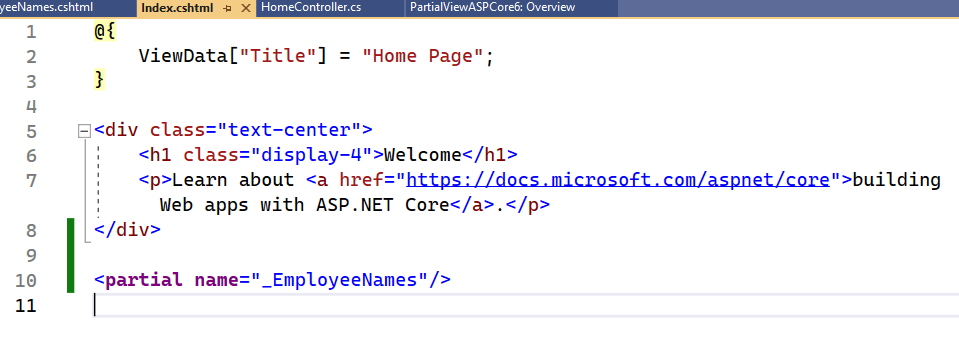 yeeNames.cshtml Index.cshtml HomeController.cs PartialViewASPCore6: Overview
1 @{
2 ViewData["Title"] = "Home Page";
3 }
4
5 <div class="text-center">
6 <h1 class="display-4">Welcome</h1>
7 <p>Learn about <a href="https://docs.microsoft.com/aspnet/core">building
Web apps with ASP.NET Core</a>.</p>
8 </div>
9
10 <partial name="_EmployeeNames"/>
11